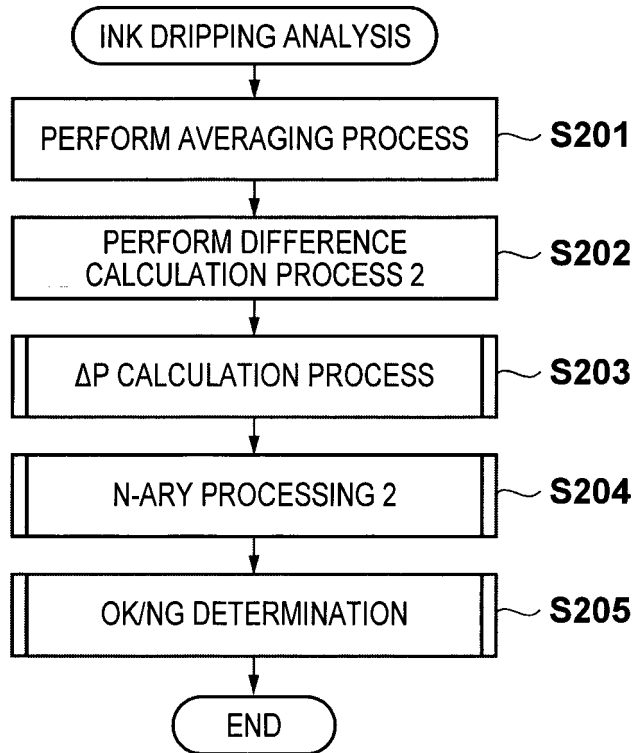 INK DRIPPING ANALYSIS
PERFORM AVERAGING PROCESS
S201
PERFORM DIFFERENCE
CALCULATION PROCESS 2
S202
ΔP CALCULATION PROCESS
S203
N-ARY PROCESSING 2
S204
OK/NG DETERMINATION
S205
END